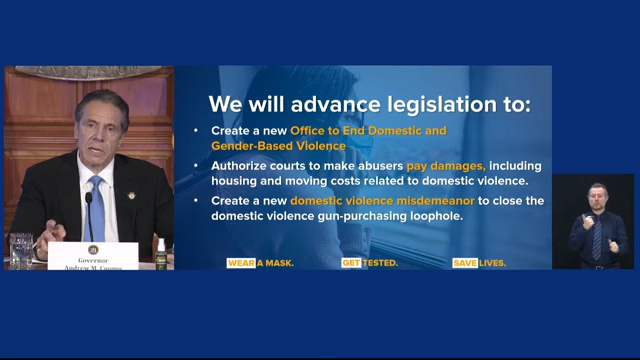 We will advance legislation to:
• Create a new Office to End Domestic and
Gender-Based Violence
• Authorize courts to make abusers pay damages, including
housing and moving costs related to domestic violence.
• Create a new domestic violence misdemeanor to close the
domestic violence gun-purchasing loophole.
Governor
Andrew M. Cuomo
WEAR A MASK. GET TESTED. SAVE LIVES.